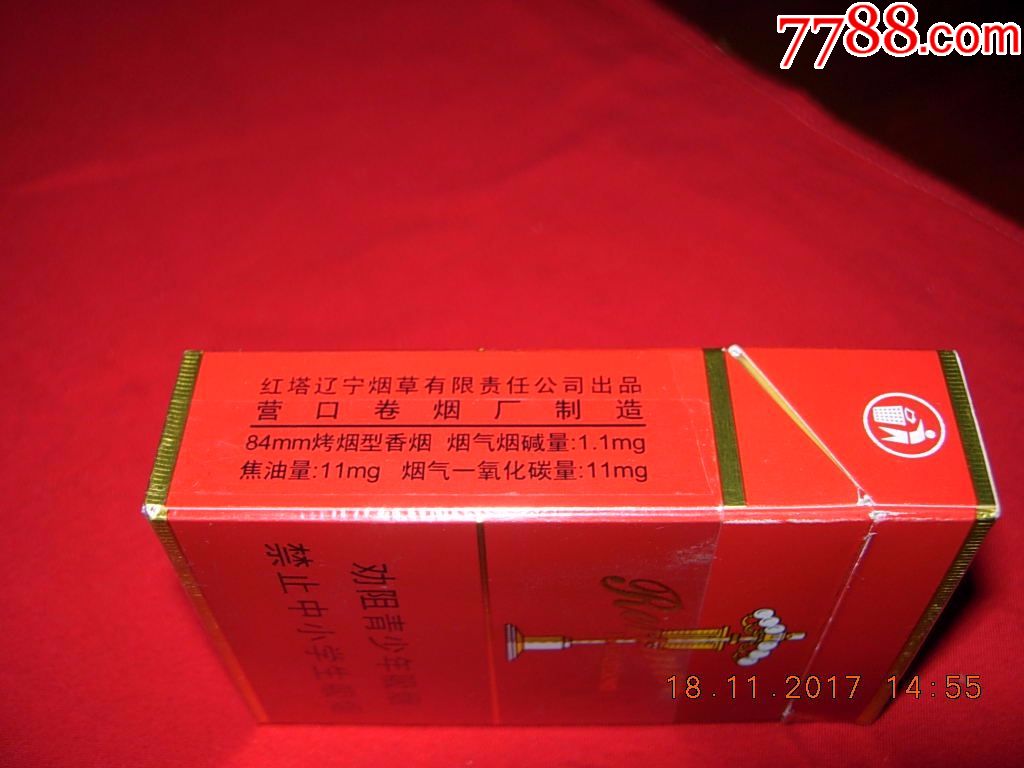 7788.com
红塔辽宁烟草有限责任公司出品
营口卷烟厂制造
84mm烤烟型香烟 烟气烟碱量:1.1mg
焦油量:11mg 烟气一氧化碳量:11mg
劝阻青少年吸烟
禁止中小学生吸烟
18.11.2017 14:55